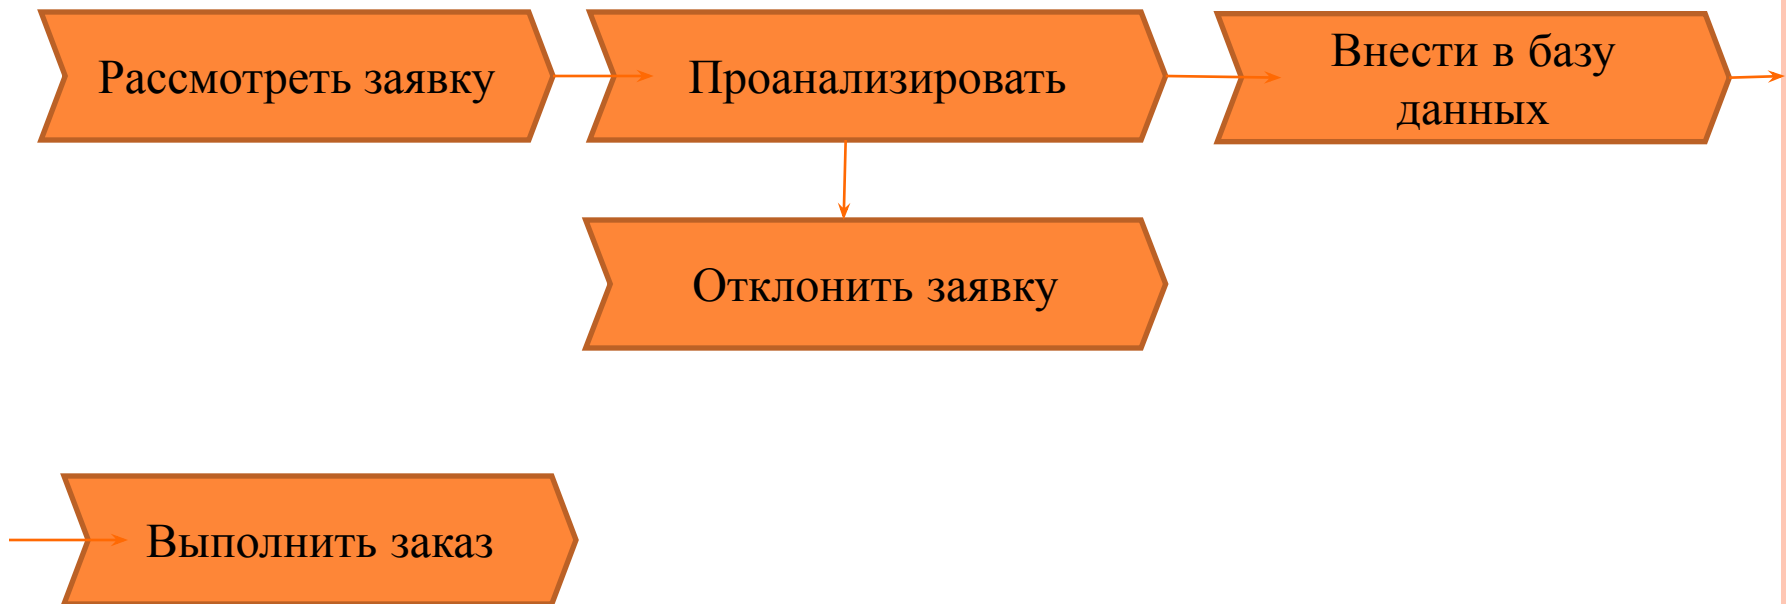 Рассмотреть заявку
Проанализировать
Внести в базу
данных
Отклонить заявку
Выполнить заказ